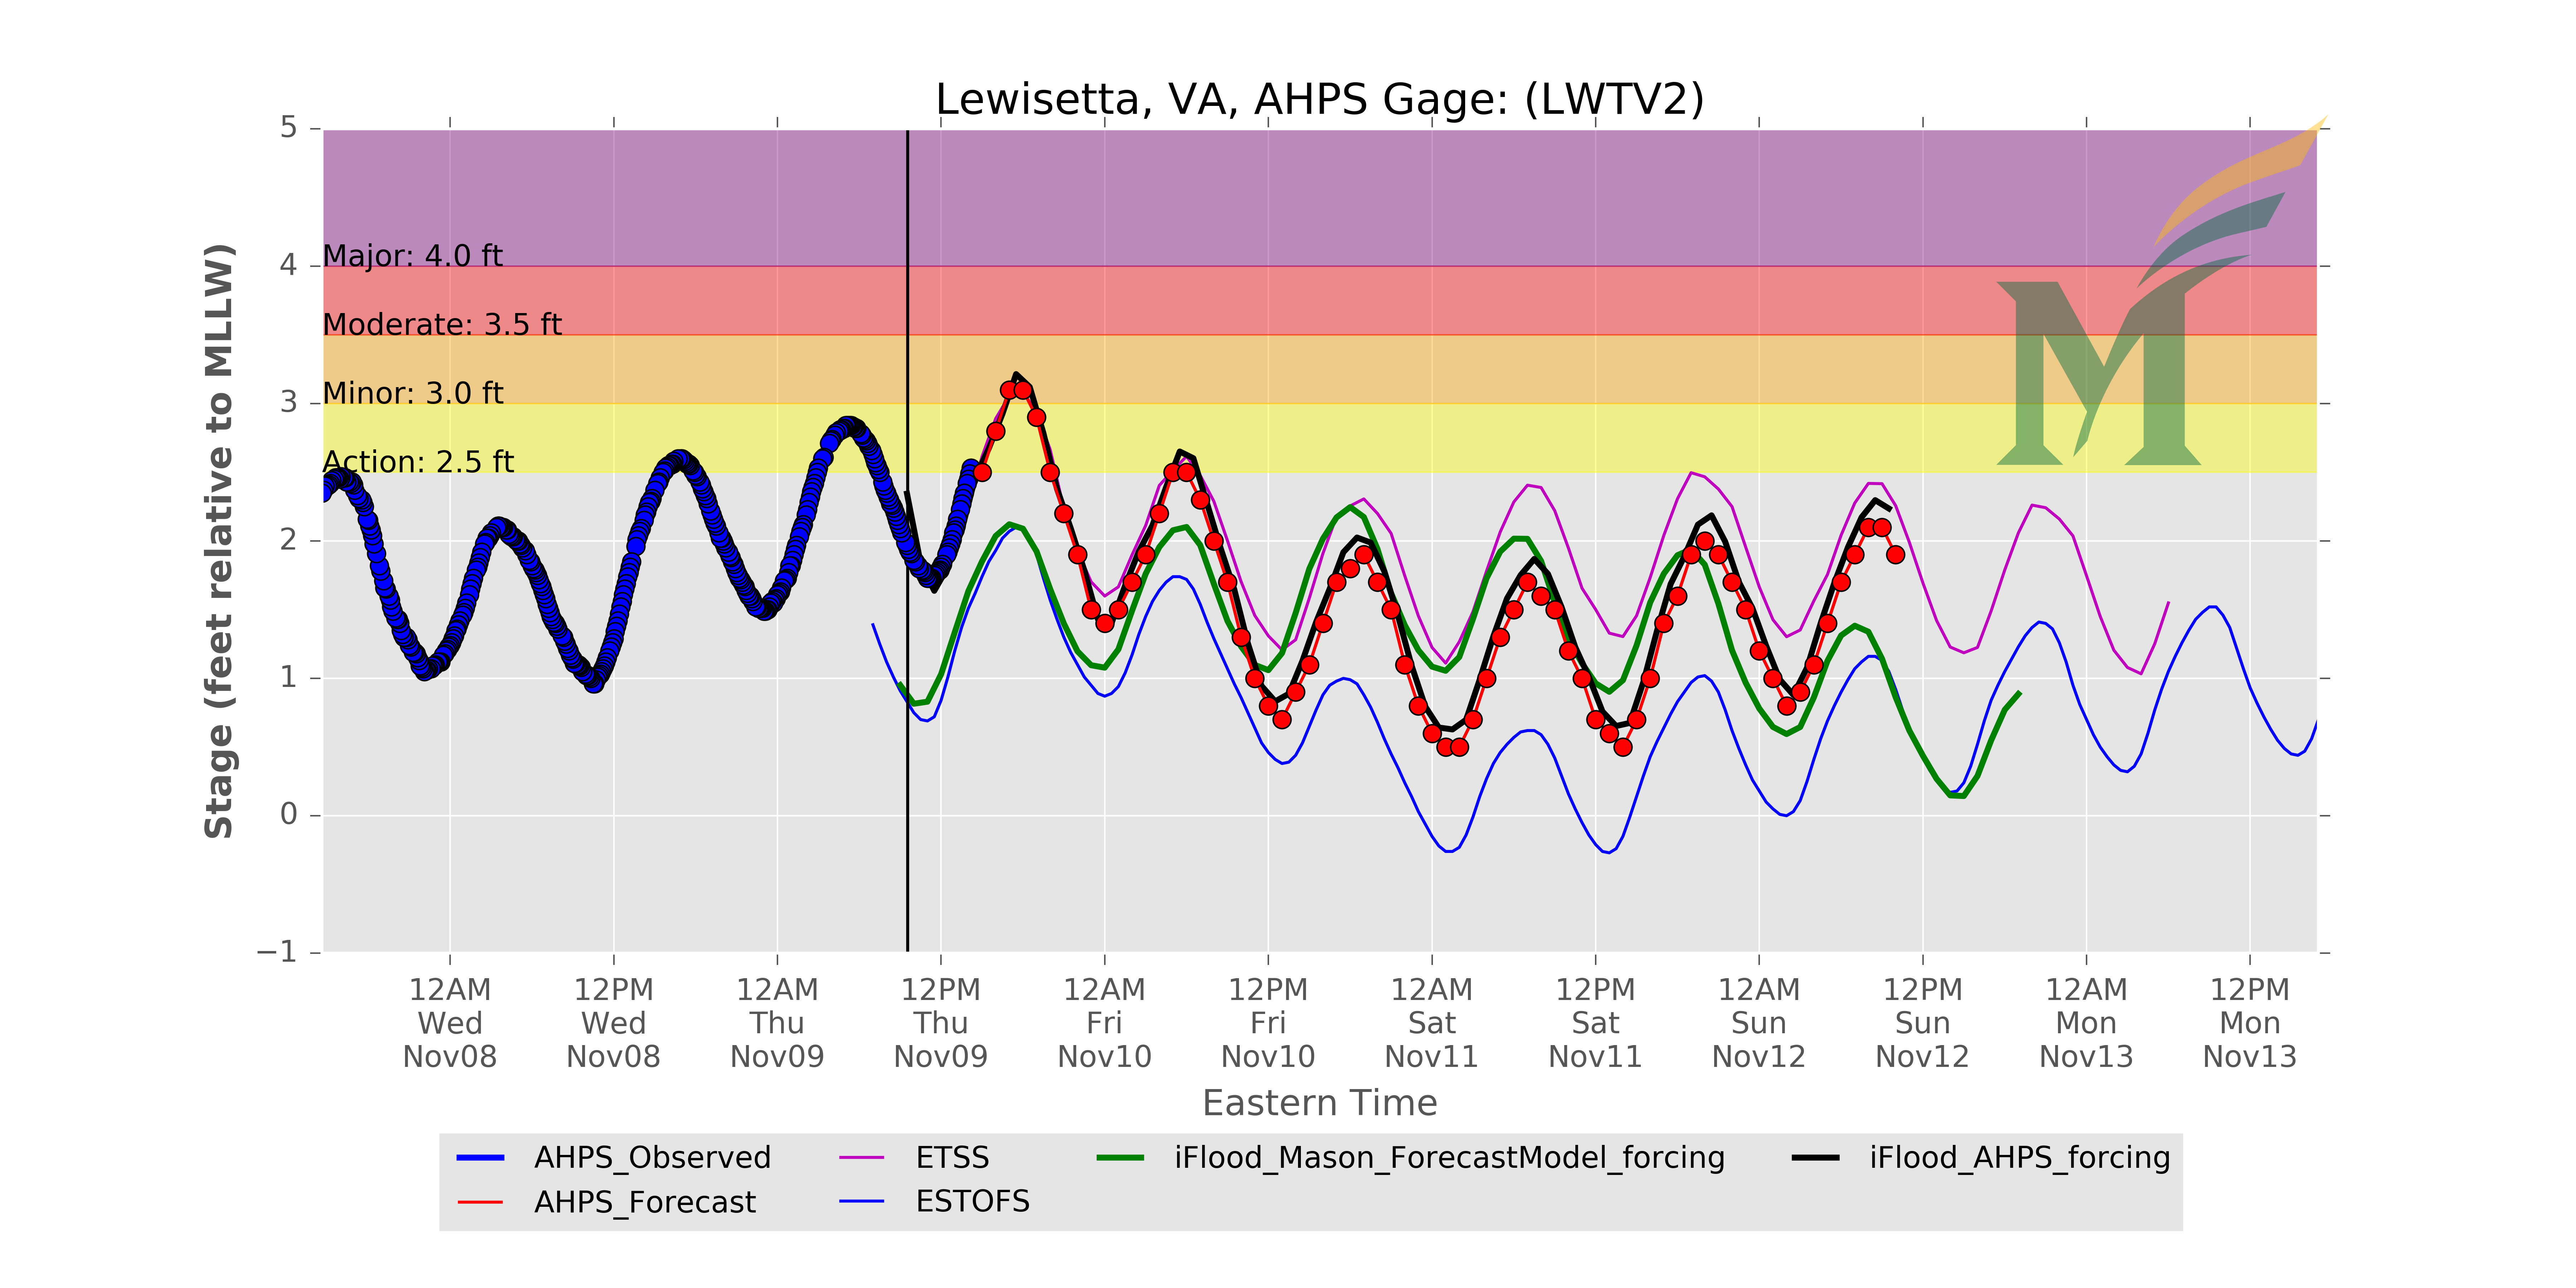 Lewisetta, VA, AHPS Gage: (LWTV2)
Stage (feet relative to MLLW)
5
4
3
2
1
0
−1
Major: 4.0 ft
Moderate: 3.5 ft
Minor: 3.0 ft
Action: 2.5 ft
M
12AM 12PM 12AM 12PM 12AM 12PM 12AM 12PM 12AM 12PM 12AM 12PM
Wed Wed Thu Thu Fri Fri Sat Sat Sun Sun Mon Mon
Nov08 Nov08 Nov09 Nov09 Nov10 Nov10 Nov11 Nov11 Nov12 Nov12 Nov13 Nov13
Eastern Time
AHPS_Observed ETSS iFlood_Mason_ForecastModel_forcing iFlood_AHPS_forcing
AHPS_Forecast ESTOFS